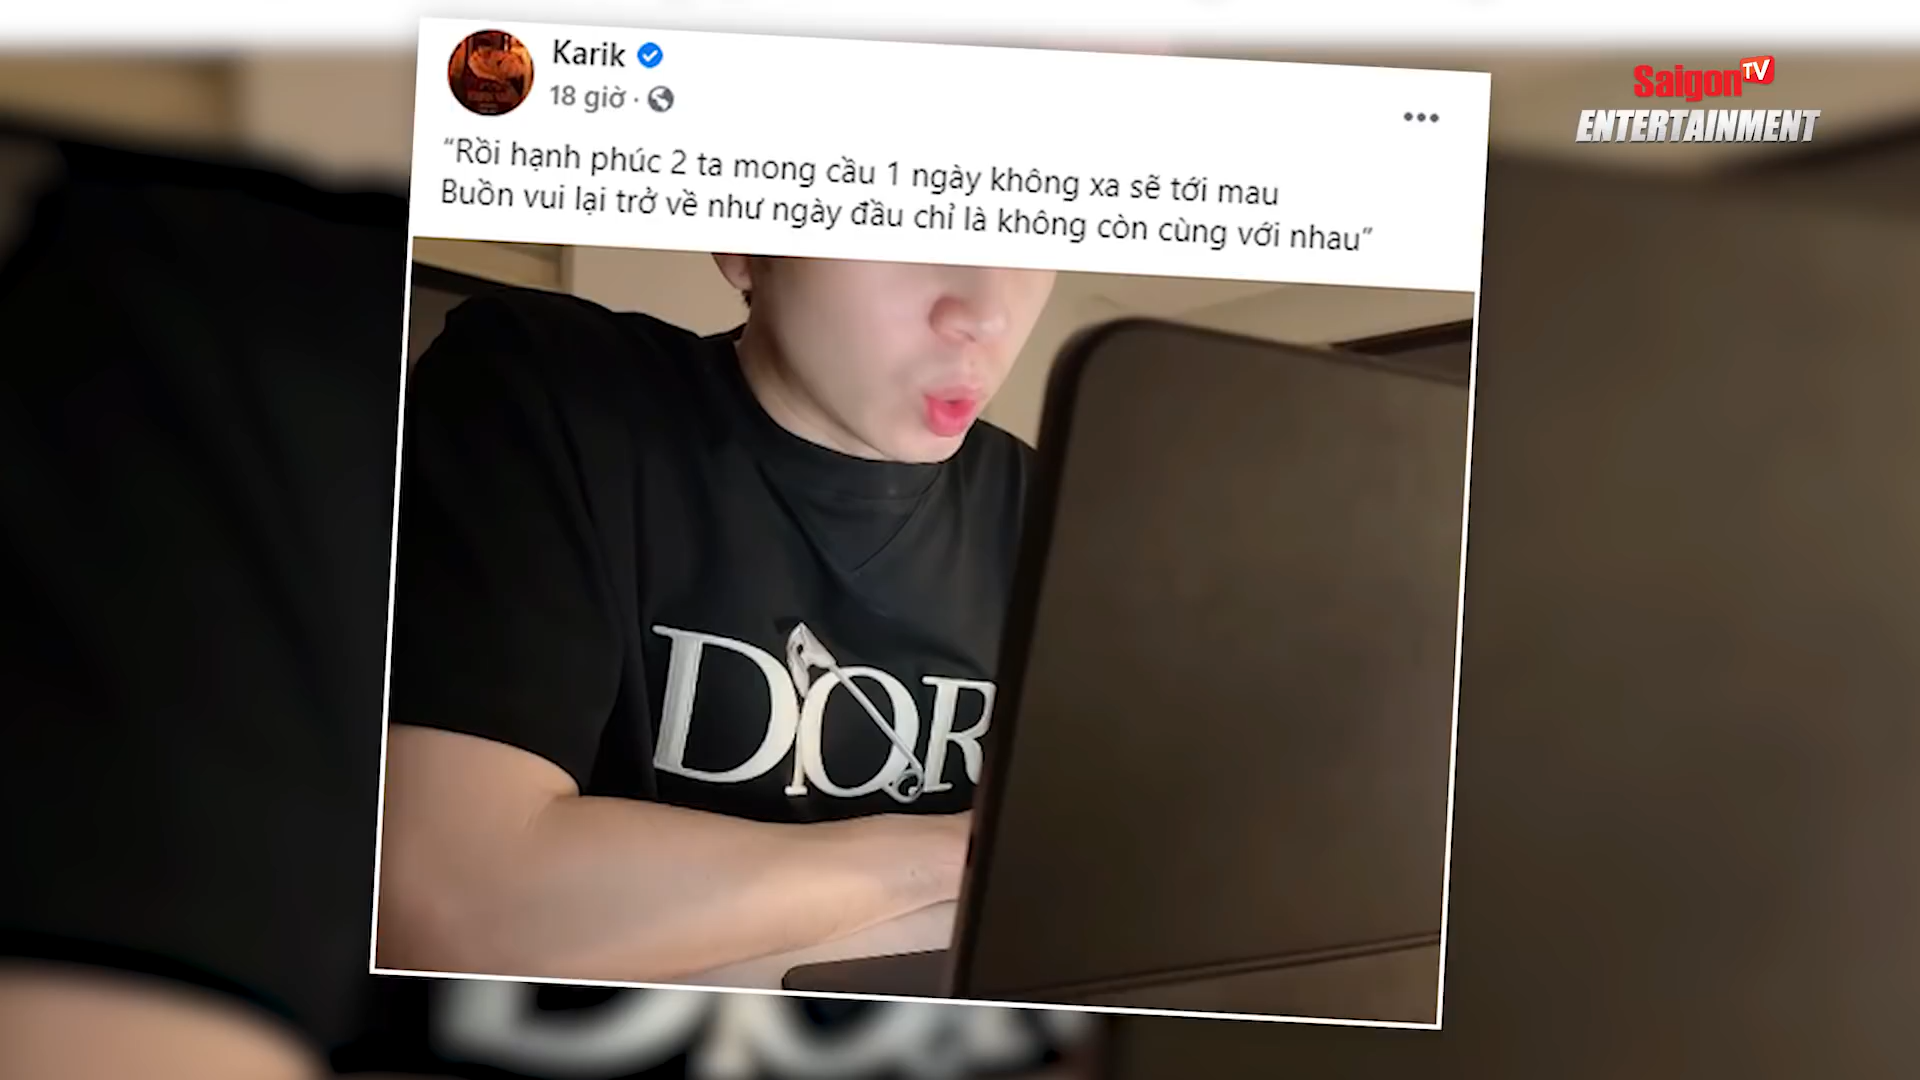 Karik
18 giờ ·
“Rồi hạnh phúc 2 ta mong cầu 1 ngày không xa sẽ tới mau
Buồn vui lại trở về như ngày đầu chỉ là không còn cùng với nhau”
DIOR
SaigonTV
ENTERTAINMENT